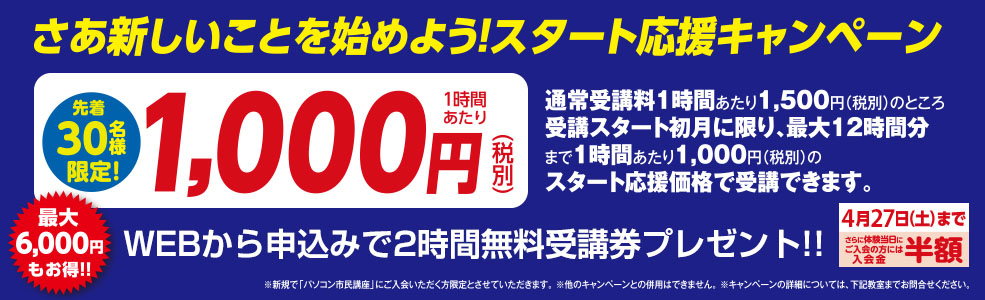 さあ新しいことを始めよう!スタート応援キャンペーン
先着
30名様
限定!
1,000円
1時間
あたり
(税別)
通常受講料1時間あたり1,500円(税別)のところ
受講スタート初月に限り、最大12時間分
まで1時間あたり1,000円(税別)の
スタート応援価格で受講できます。
最大
6,000円
もお得!!
WEBから申込みで2時間無料受講券プレゼント!!
4月27日(土)まで
さらに体験当日に
ご入会の方には
入会金
半額
※新規で「パソコン市民講座」にご入会いただく方限定とさせていただきます。※他のキャンペーンとの併用はできません。※キャンペーンの詳細については、下記教室までお問合せください。